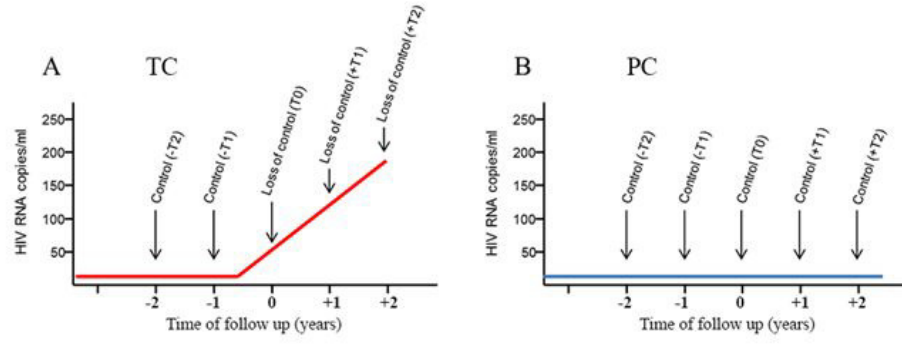 A TC
Control (-T2)
Control (-T1)
Loss of control (T0)
Loss of control (+T1)
Loss of control (+T2)
HIV RNA copies/ml
250
200
150
100
50
-2 -1 0 +1 +2
Time of follow up (years)
B PC
Control (-T2)
Control (-T1)
Control (T0)
Control (+T1)
Control (+T2)
HIV RNA copies/ml
250
200
150
100
50
-2 -1 0 +1 +2
Time of follow up (years)